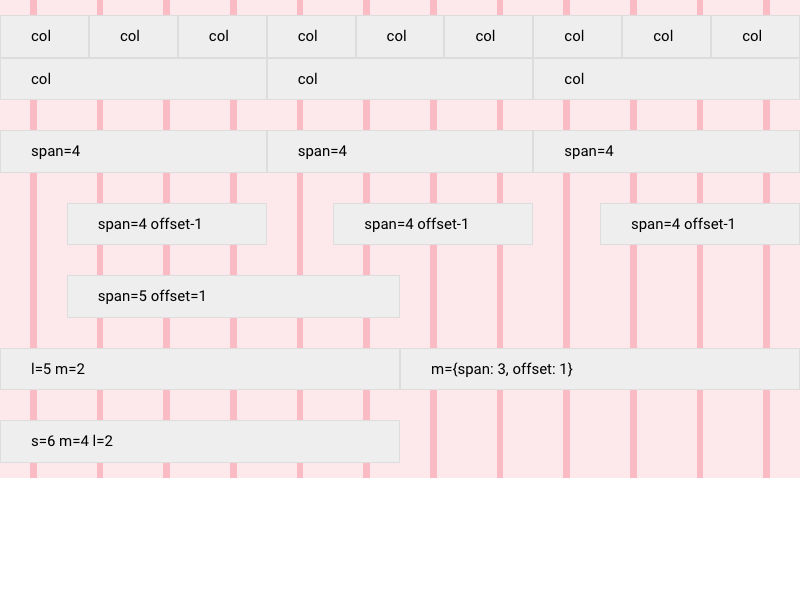 col col col col col col col col col
col col col
span=4 span=4 span=4
span=4 offset-1 span=4 offset-1 span=4 offset-1
span=5 offset=1
l=5 m=2 m={span: 3, offset: 1}
s=6 m=4 l=2